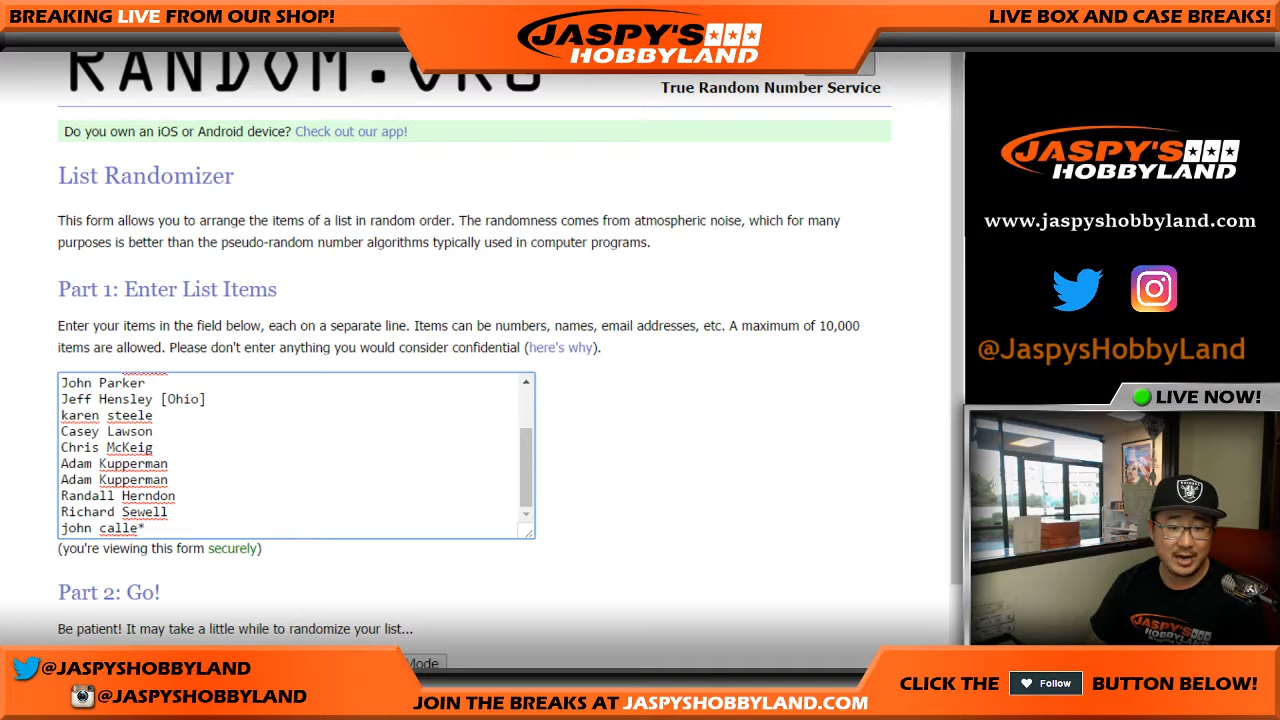 BREAKING LIVE FROM OUR SHOP!
JASPY'S
HOBBYLAND
LIVE BOX AND CASE BREAKS!
RANDOM.ORG
True Random Number Service
Do you own an iOS or Android device? Check out our app!
List Randomizer
This form allows you to arrange the items of a list in random order. The randomness comes from atmospheric noise, which for many
purposes is better than the pseudo-random number algorithms typically used in computer programs.
Part 1: Enter List Items
Enter your items in the field below, each on a separate line. Items can be numbers, names, email addresses, etc. A maximum of 10,000
items are allowed. Please don't enter anything you would consider confidential (here's why).
John Parker
Jeff Hensley [Ohio]
karen steele
Casey Lawson
Chris McKeig
Adam Kupperman
Adam Kupperman
Randall Herndon
Richard Sewell
john calle*
(you're viewing this form securely)
Part 2: Go!
Be patient! It may take a little while to randomize your list...
Mode
JASPY'S
HOBBYLAND
www.jaspyshobbyland.com
@JaspysHobbyLand
LIVE NOW!
RAIDERS
JASPY'S
HOBBYLAND
@JASPYSHOBBYLAND
@JASPYSHOBBYLAND
JOIN THE BREAKS AT JASPYSHOBBYLAND.COM
CLICK THE Follow BUTTON BELOW!